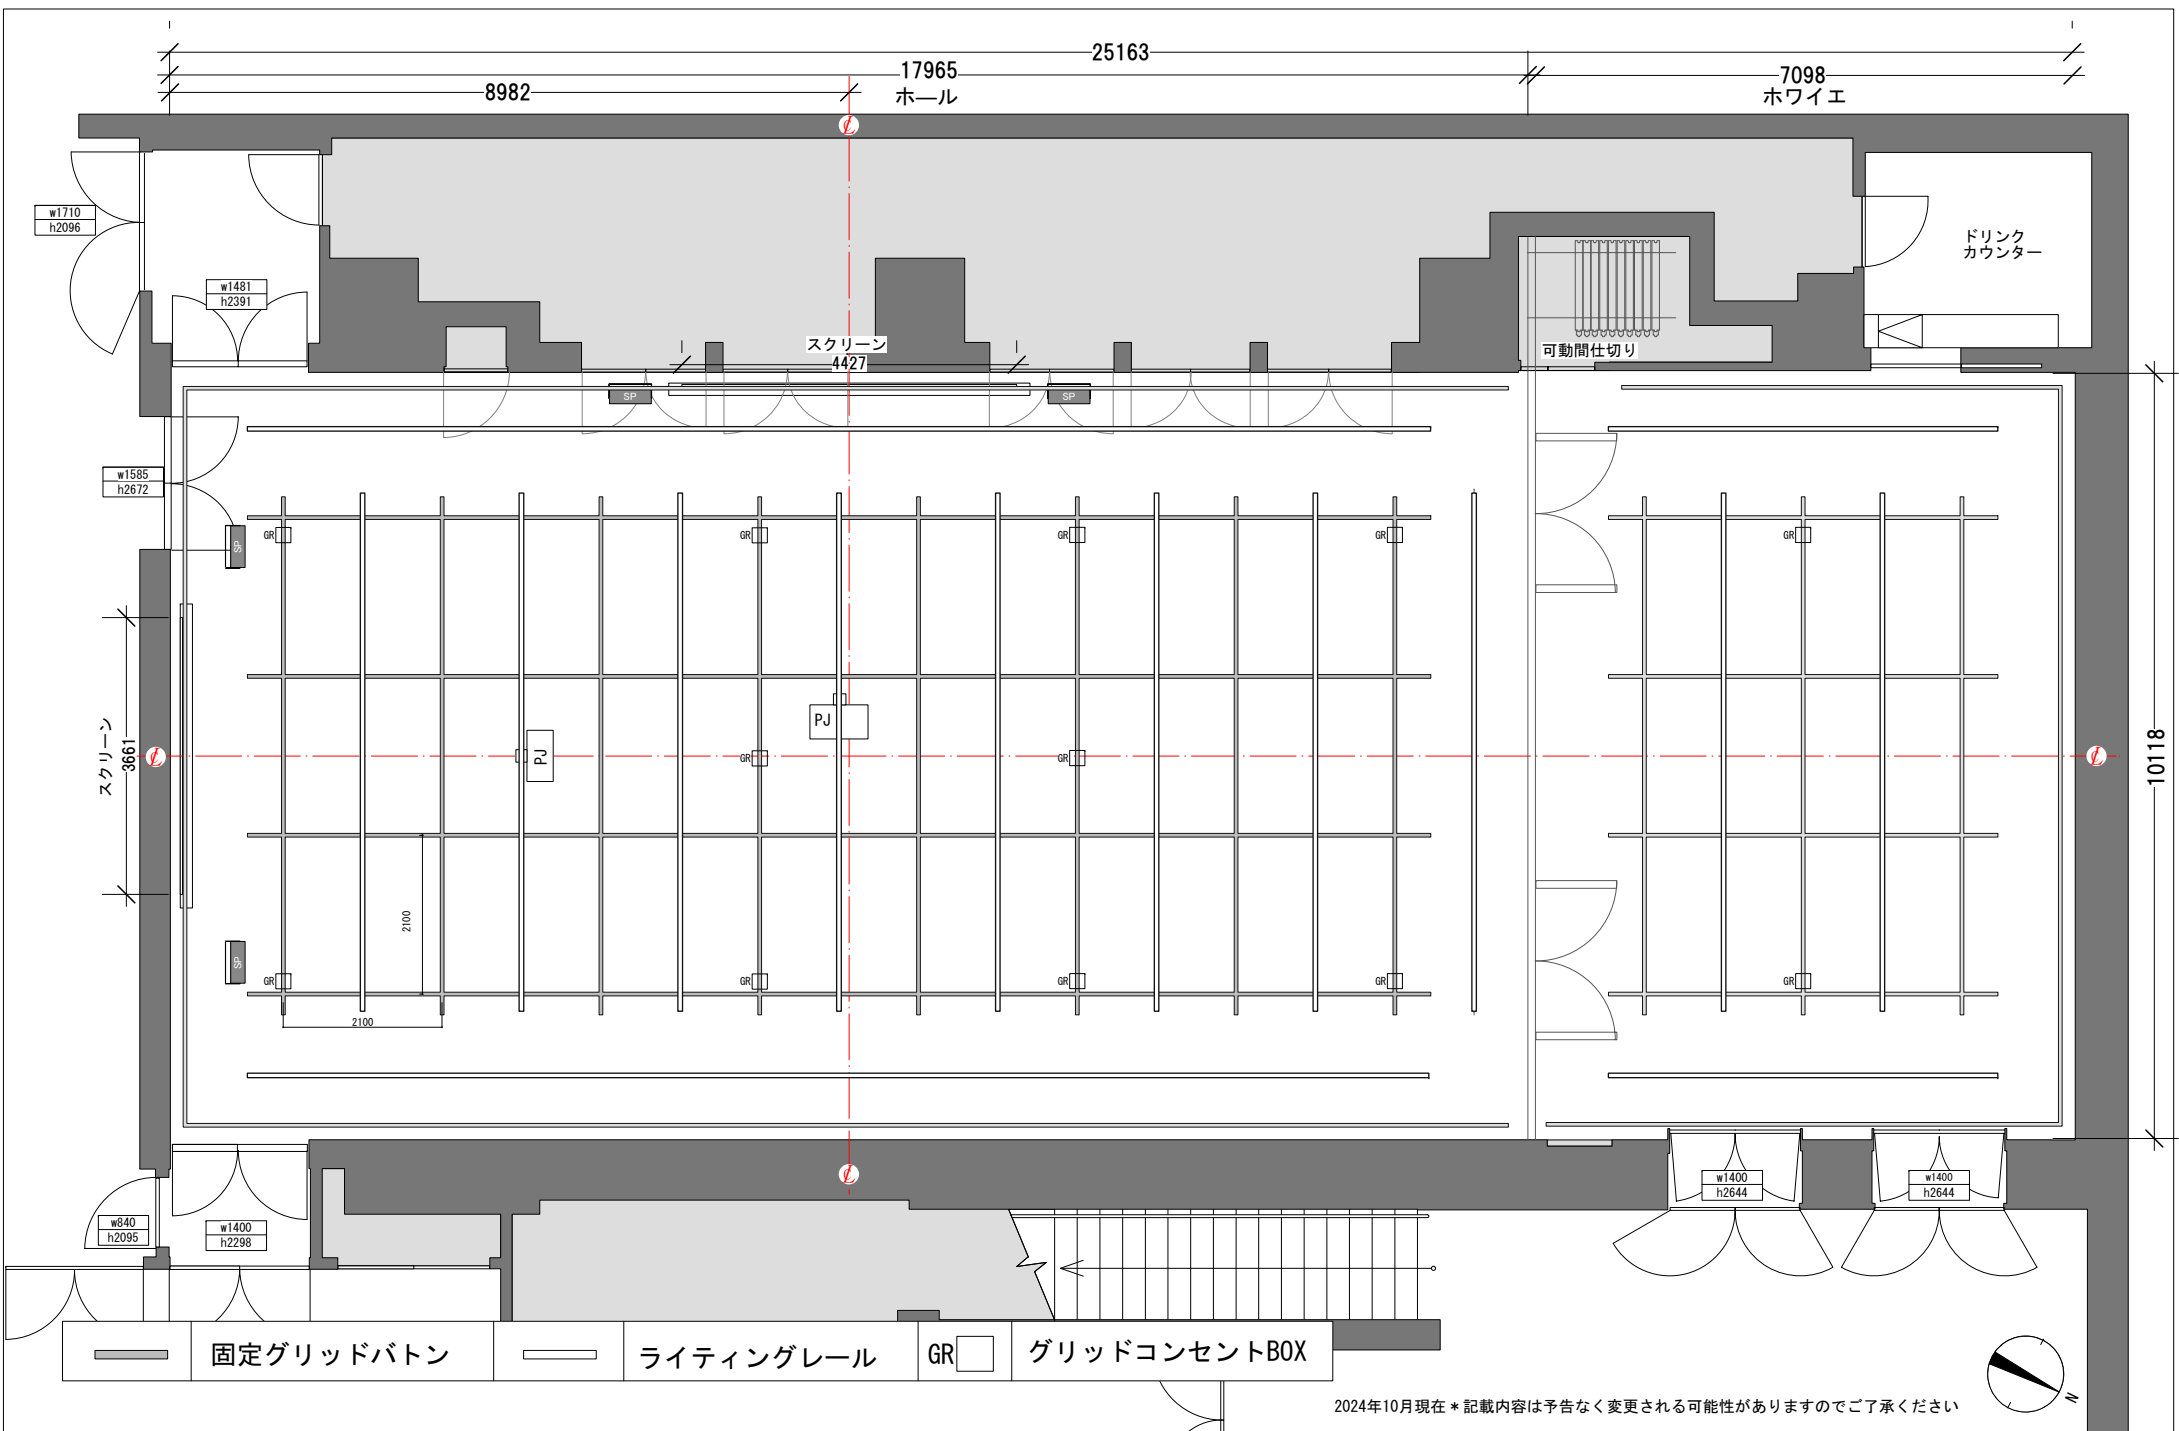 25163
17965
ホール
7098
ホワイエ
8982
w1710
h2096
w1481
h2391
ドリンク
カウンター
スクリーン
4427
可動間仕切り
SP
SP
w1585
h2672
SP
GR
GR
GR
GR
GR
スクリーン
3661
PJ
PJ
GR
GR
10118
2100
SP
GR
GR
GR
GR
GR
2100
w840
h2095
w1400
h2298
w1400
h2644
w1400
h2644
固定グリッドバトン
ライティングレール
GR
グリッドコンセントBOX
2024年10月現在*記載内容は予告なく変更される可能性がありますのでご了承ください
N